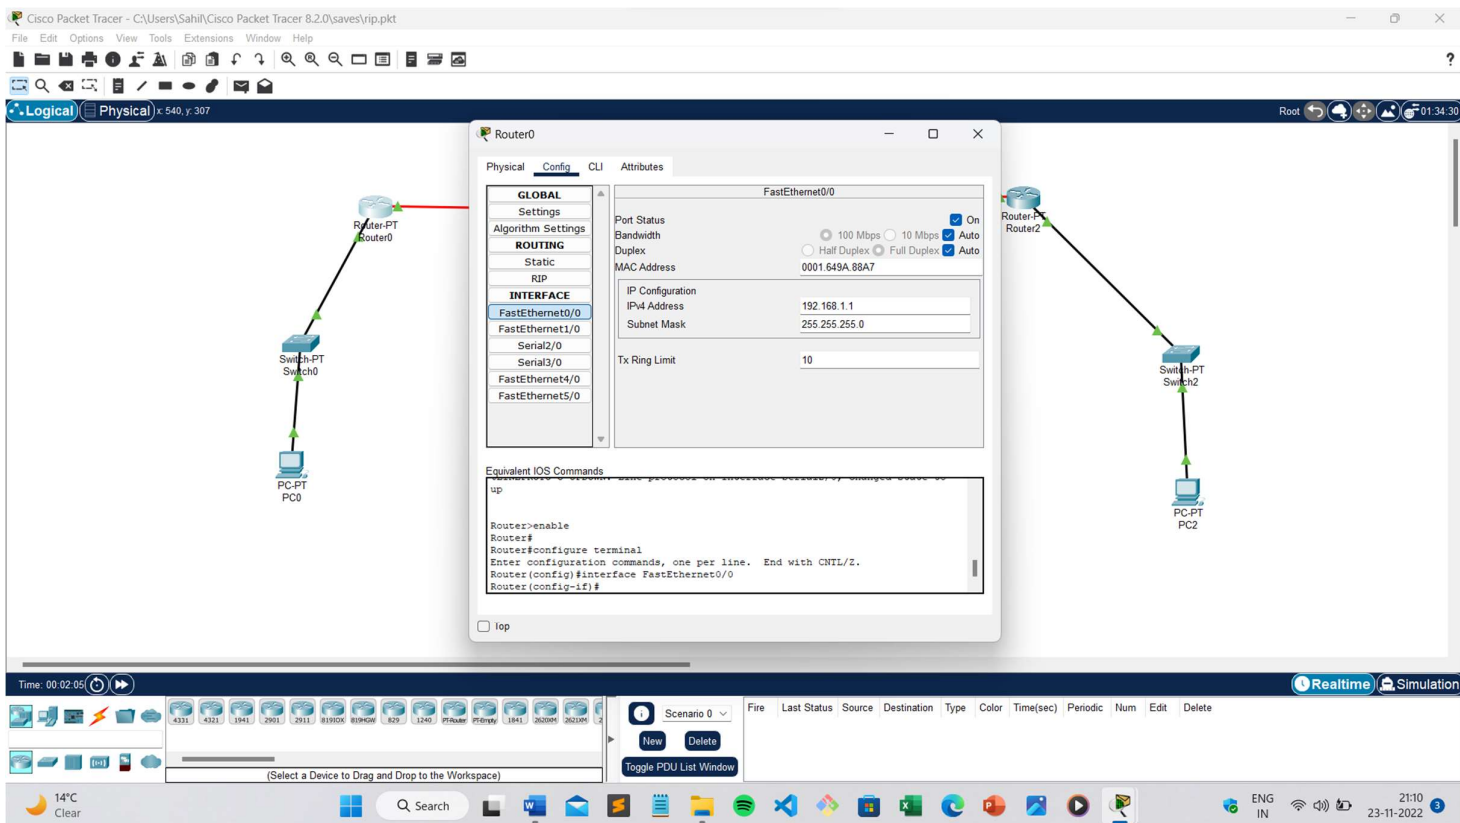 Cisco Packet Tracer - C:\Users\Sahil\Cisco Packet Tracer 8.2.0\saves\rip.pkt
File Edit Options View Tools Extensions Window Help
?
Logical Physical x: 540, y: 307
Root 01:34:30
Router0
Physical Config CLI Attributes
GLOBAL
Settings
Algorithm Settings
ROUTING
Static
RIP
INTERFACE
FastEthernet0/0
FastEthernet1/0
Serial2/0
Serial3/0
FastEthernet4/0
FastEthernet5/0
FastEthernet0/0
Port Status On
Bandwidth 100 Mbps 10 Mbps Auto
Duplex Half Duplex Full Duplex Auto
MAC Address 0001.649A.88A7
IP Configuration
IPv4 Address 192.168.1.1
Subnet Mask 255.255.255.0
Tx Ring Limit 10
Equivalent IOS Commands
up
Router>enable
Router#
Router#configure terminal
Enter configuration commands, one per line. End with CNTL/Z.
Router(config)#interface FastEthernet0/0
Router(config-if)#
Top
Router-PT
Router0
Switch-PT
Switch0
PC-PT
PC0
Router-PT
Router2
Switch-PT
Switch2
PC-PT
PC2
Time: 00:02:05
Realtime Simulation
4331 4321 1941 2901 2911 819IOX 819HGW 829 1240 PT-Router PT-Empty 1841 2620XM 2621XM 2
(Select a Device to Drag and Drop to the Workspace)
Scenario 0
New Delete
Toggle PDU List Window
Fire Last Status Source Destination Type Color Time(sec) Periodic Num Edit Delete
14°C
Clear
Search
ENG
IN
21:10
23-11-2022
3